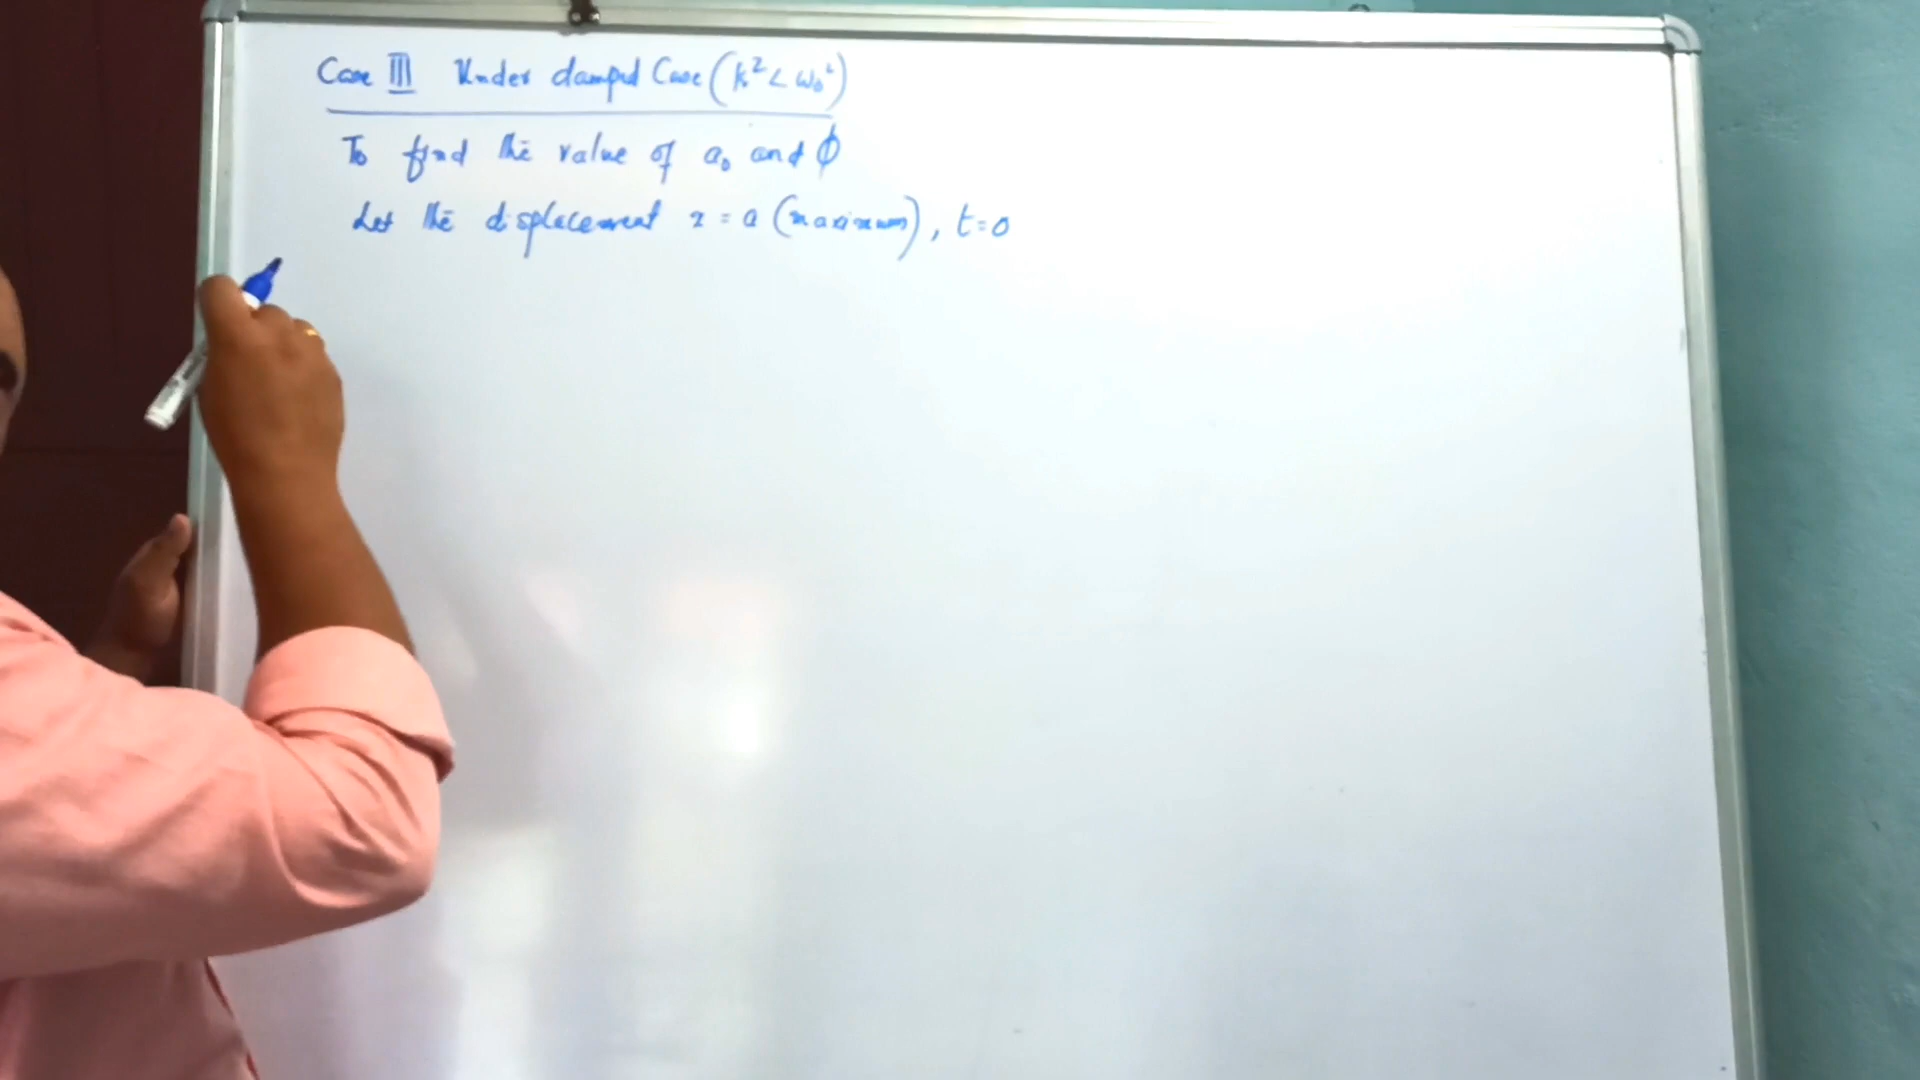 Case III Under damped Case (k² < ω₀²)
To find the value of a₀ and ϕ
Let the displacement x = a (maximum), t=0